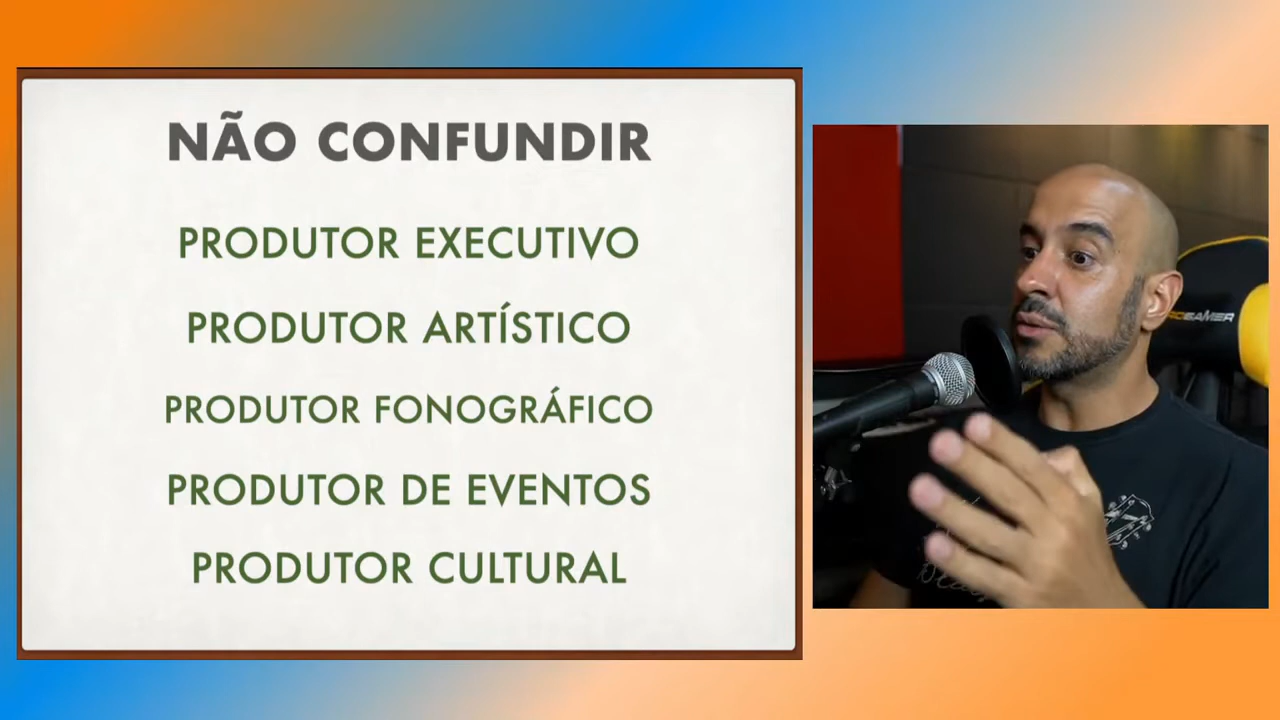 NÃO CONFUNDIR
PRODUTOR EXECUTIVO
PRODUTOR ARTÍSTICO
PRODUTOR FONOGRÁFICO
PRODUTOR DE EVENTOS
PRODUTOR CULTURAL